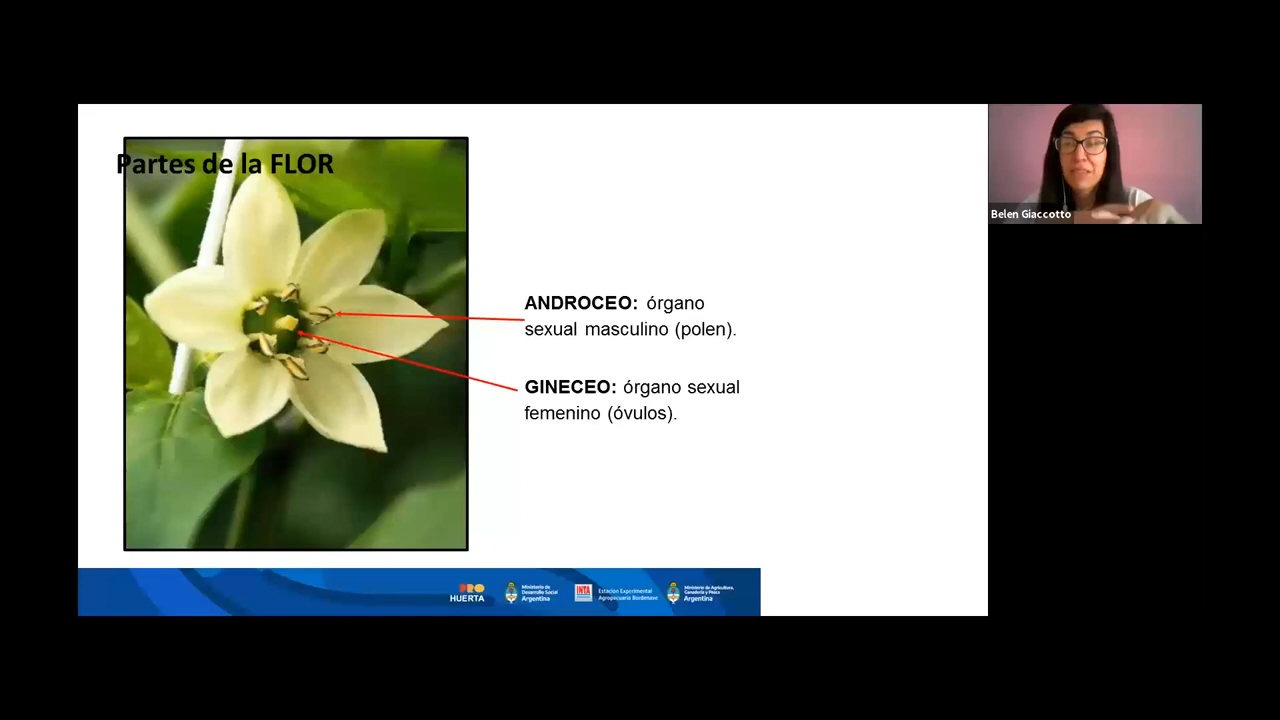 Partes de la FLOR
ANDROCEO: órgano
sexual masculino (polen).
GINECEO: órgano sexual
femenino (óvulos).
Belen Giaccotto
PRO
HUERTA
Ministerio de
Desarrollo Social
Argentina
INTA
Estación Experimental
Agropecuaria Bordenave
Ministerio de Agricultura,
Ganadería y Pesca
Argentina